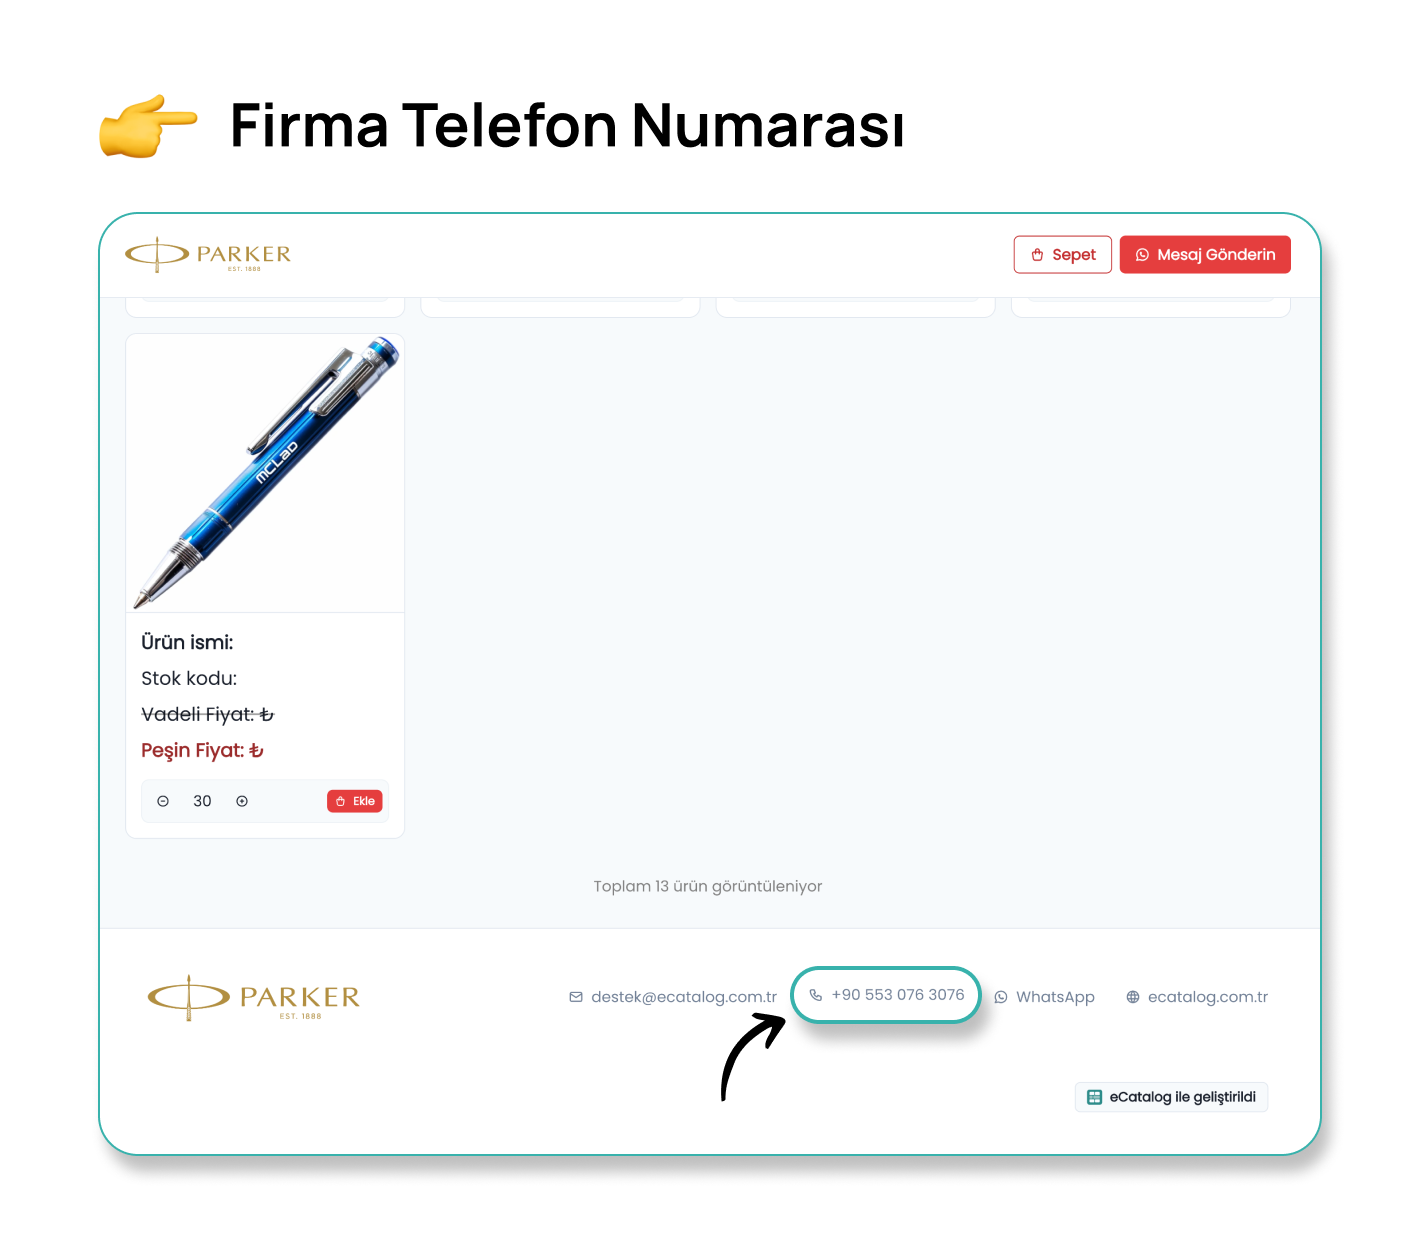 Firma Telefon Numarası
PARKER
EST. 1888
Sepet
Mesaj Gönderin
mCLaD
Ürün ismi:
Stok kodu:
Vadeli Fiyat: ₺
Peşin Fiyat: ₺
30
Ekle
Toplam 13 ürün görüntüleniyor
PARKER
EST. 1888
destek@ecatalog.com.tr
+90 553 076 3076
WhatsApp
ecatalog.com.tr
eCatalog ile geliştirildi